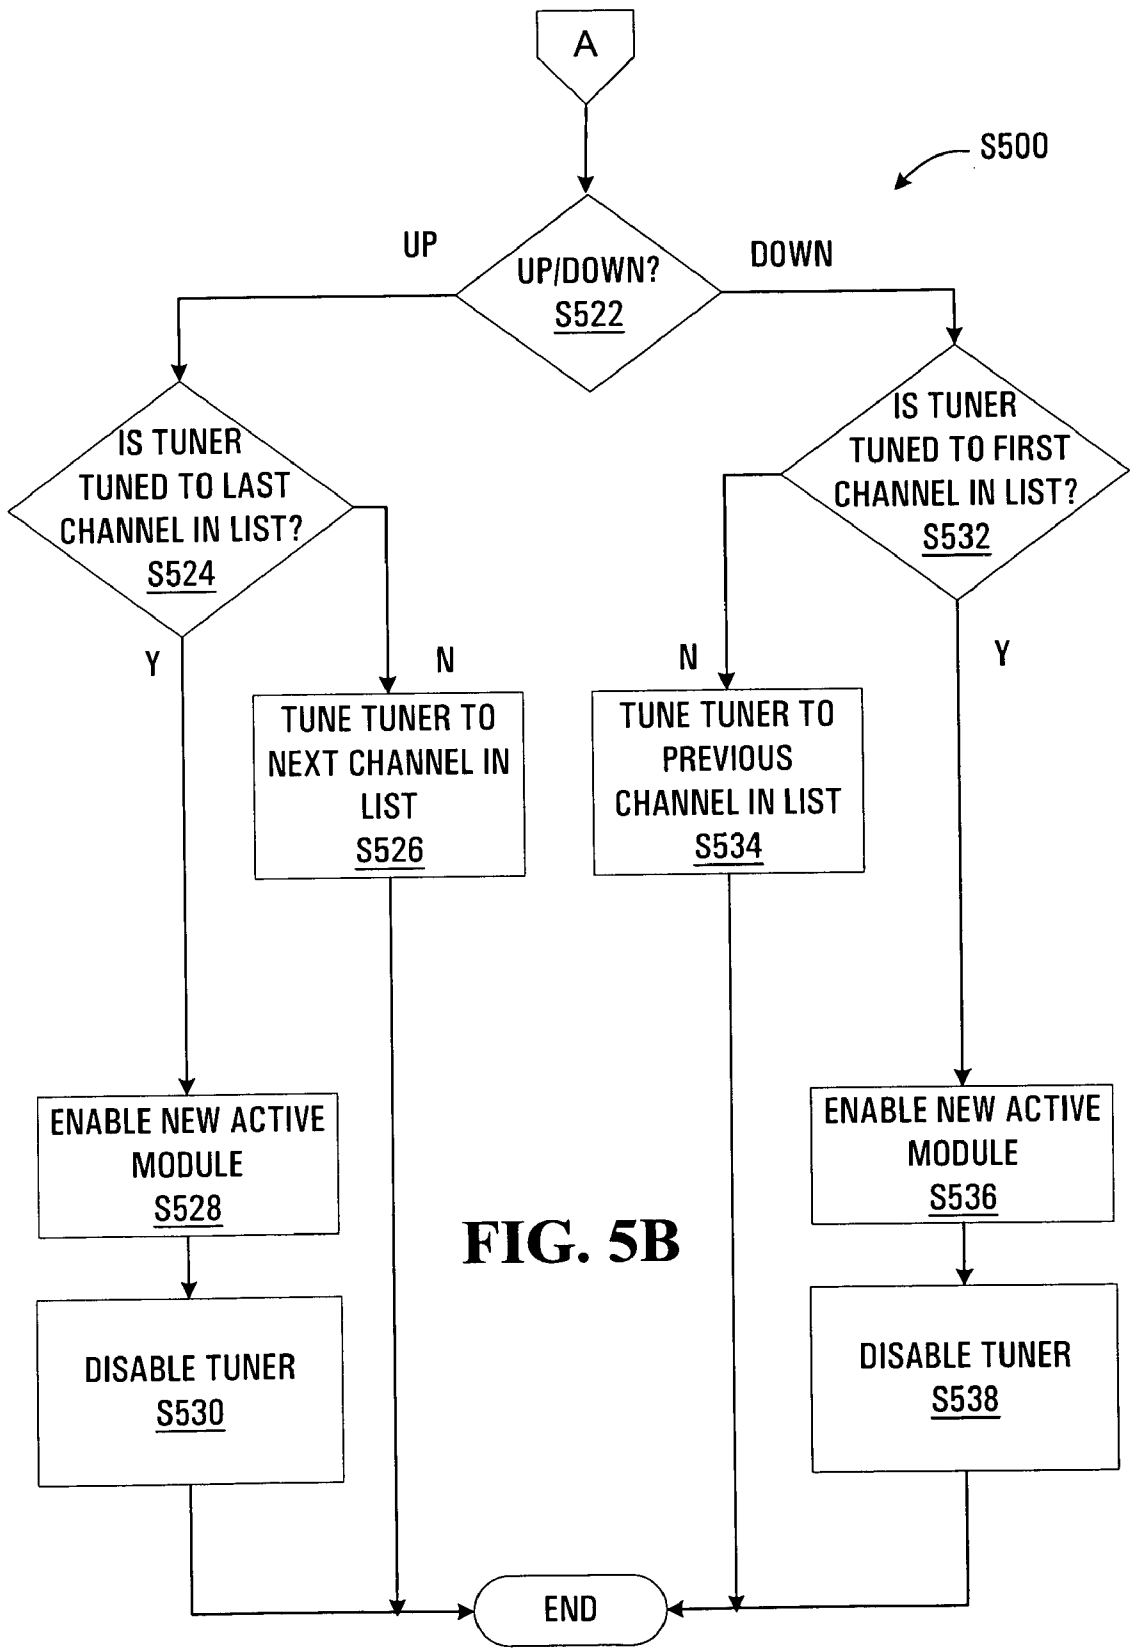 A
S500
UP
DOWN
UP/DOWN?
S522
IS TUNER
TUNED TO LAST
CHANNEL IN LIST?
S524
IS TUNER
TUNED TO FIRST
CHANNEL IN LIST?
S532
Y
N
N
Y
TUNE TUNER TO
NEXT CHANNEL IN
LIST
S526
TUNE TUNER TO
PREVIOUS
CHANNEL IN LIST
S534
ENABLE NEW ACTIVE
MODULE
S528
ENABLE NEW ACTIVE
MODULE
S536
FIG. 5B
DISABLE TUNER
S530
DISABLE TUNER
S538
END